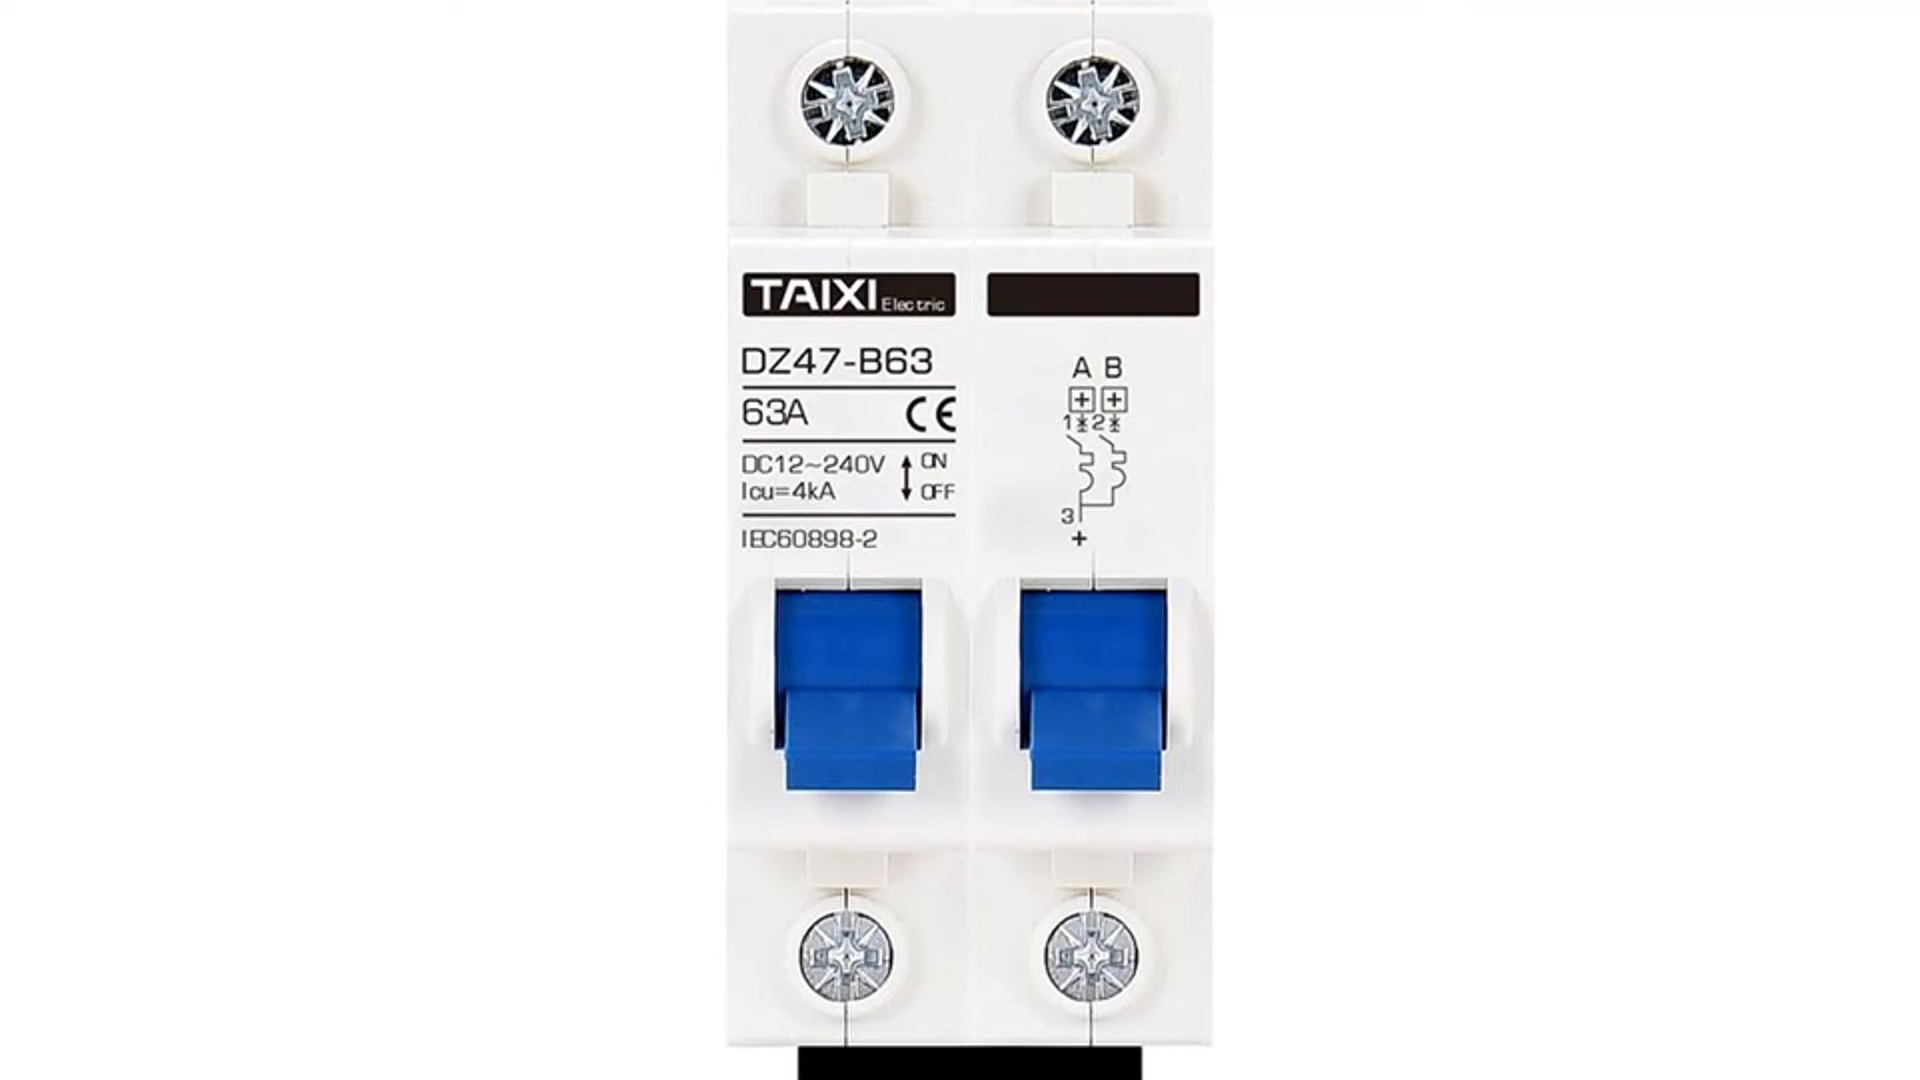 TAIXI Electric
DZ47-B63
63A CE
DC12~240V ON
Icu=4kA OFF
IEC60898-2
A B
+ +
1 2
3
+